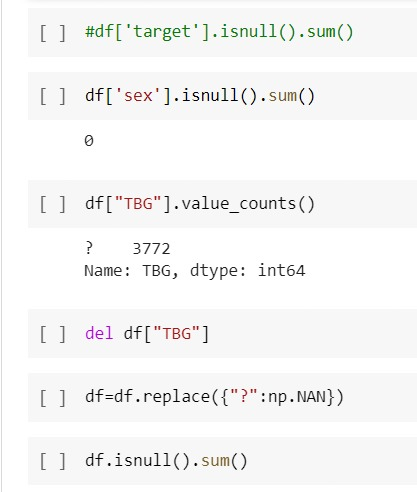 [ ] #df['target'].isnull().sum()
[ ] df['sex'].isnull().sum()
0
[ ] df["TBG"].value_counts()
?    3772
Name: TBG, dtype: int64
[ ] del df["TBG"]
[ ] df=df.replace({"?":np.NAN})
[ ] df.isnull().sum()